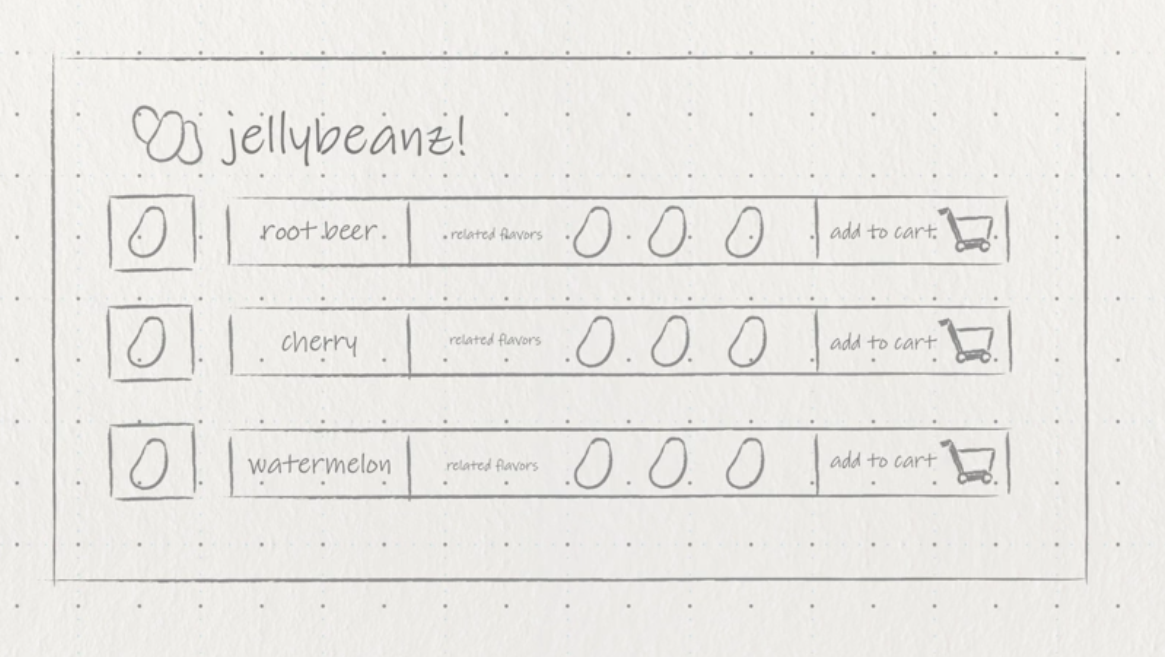 jellybeanz!
root beer related flavors add to cart
cherry related flavors add to cart
watermelon related flavors add to cart